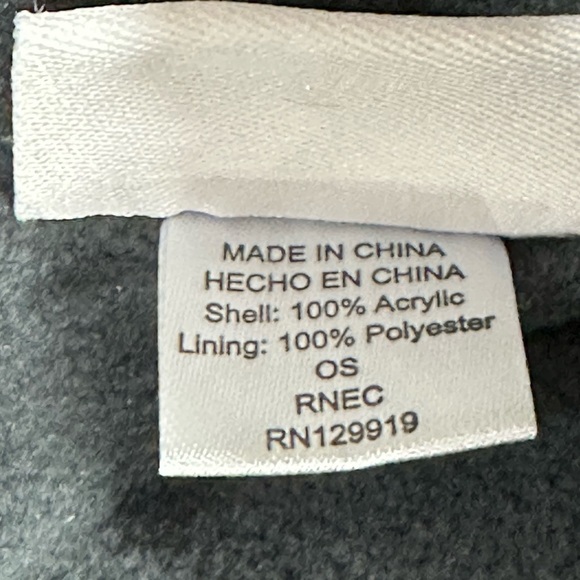 MADE IN CHINA
HECHO EN CHINA
Shell: 100% Acrylic
Lining: 100% Polyester
OS
RNEC
RN129919